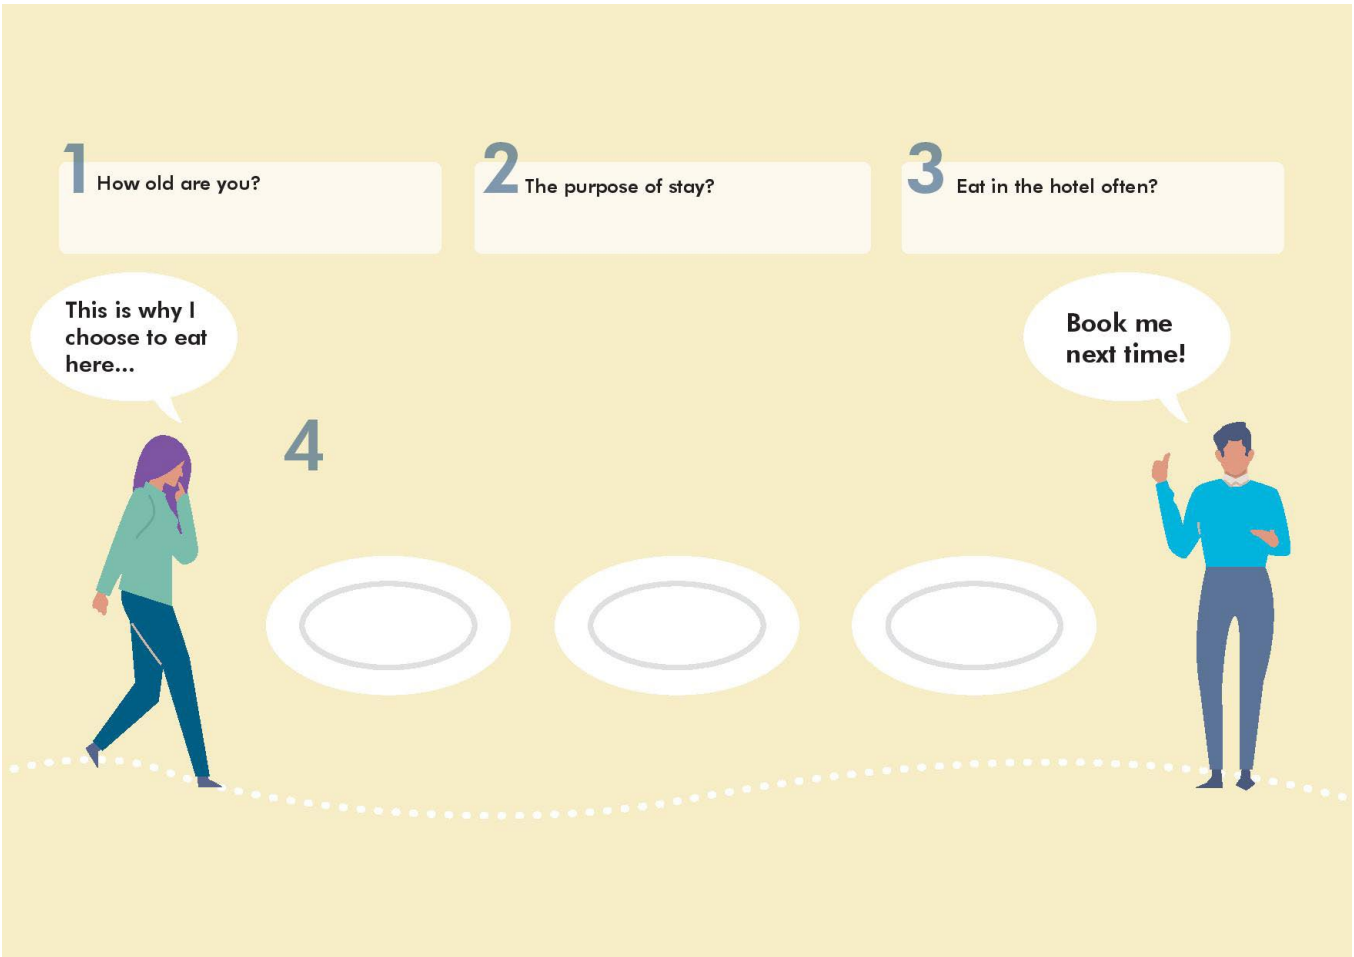 1 How old are you?
2 The purpose of stay?
3 Eat in the hotel often?
This is why I
choose to eat
here...
Book me
next time!
4